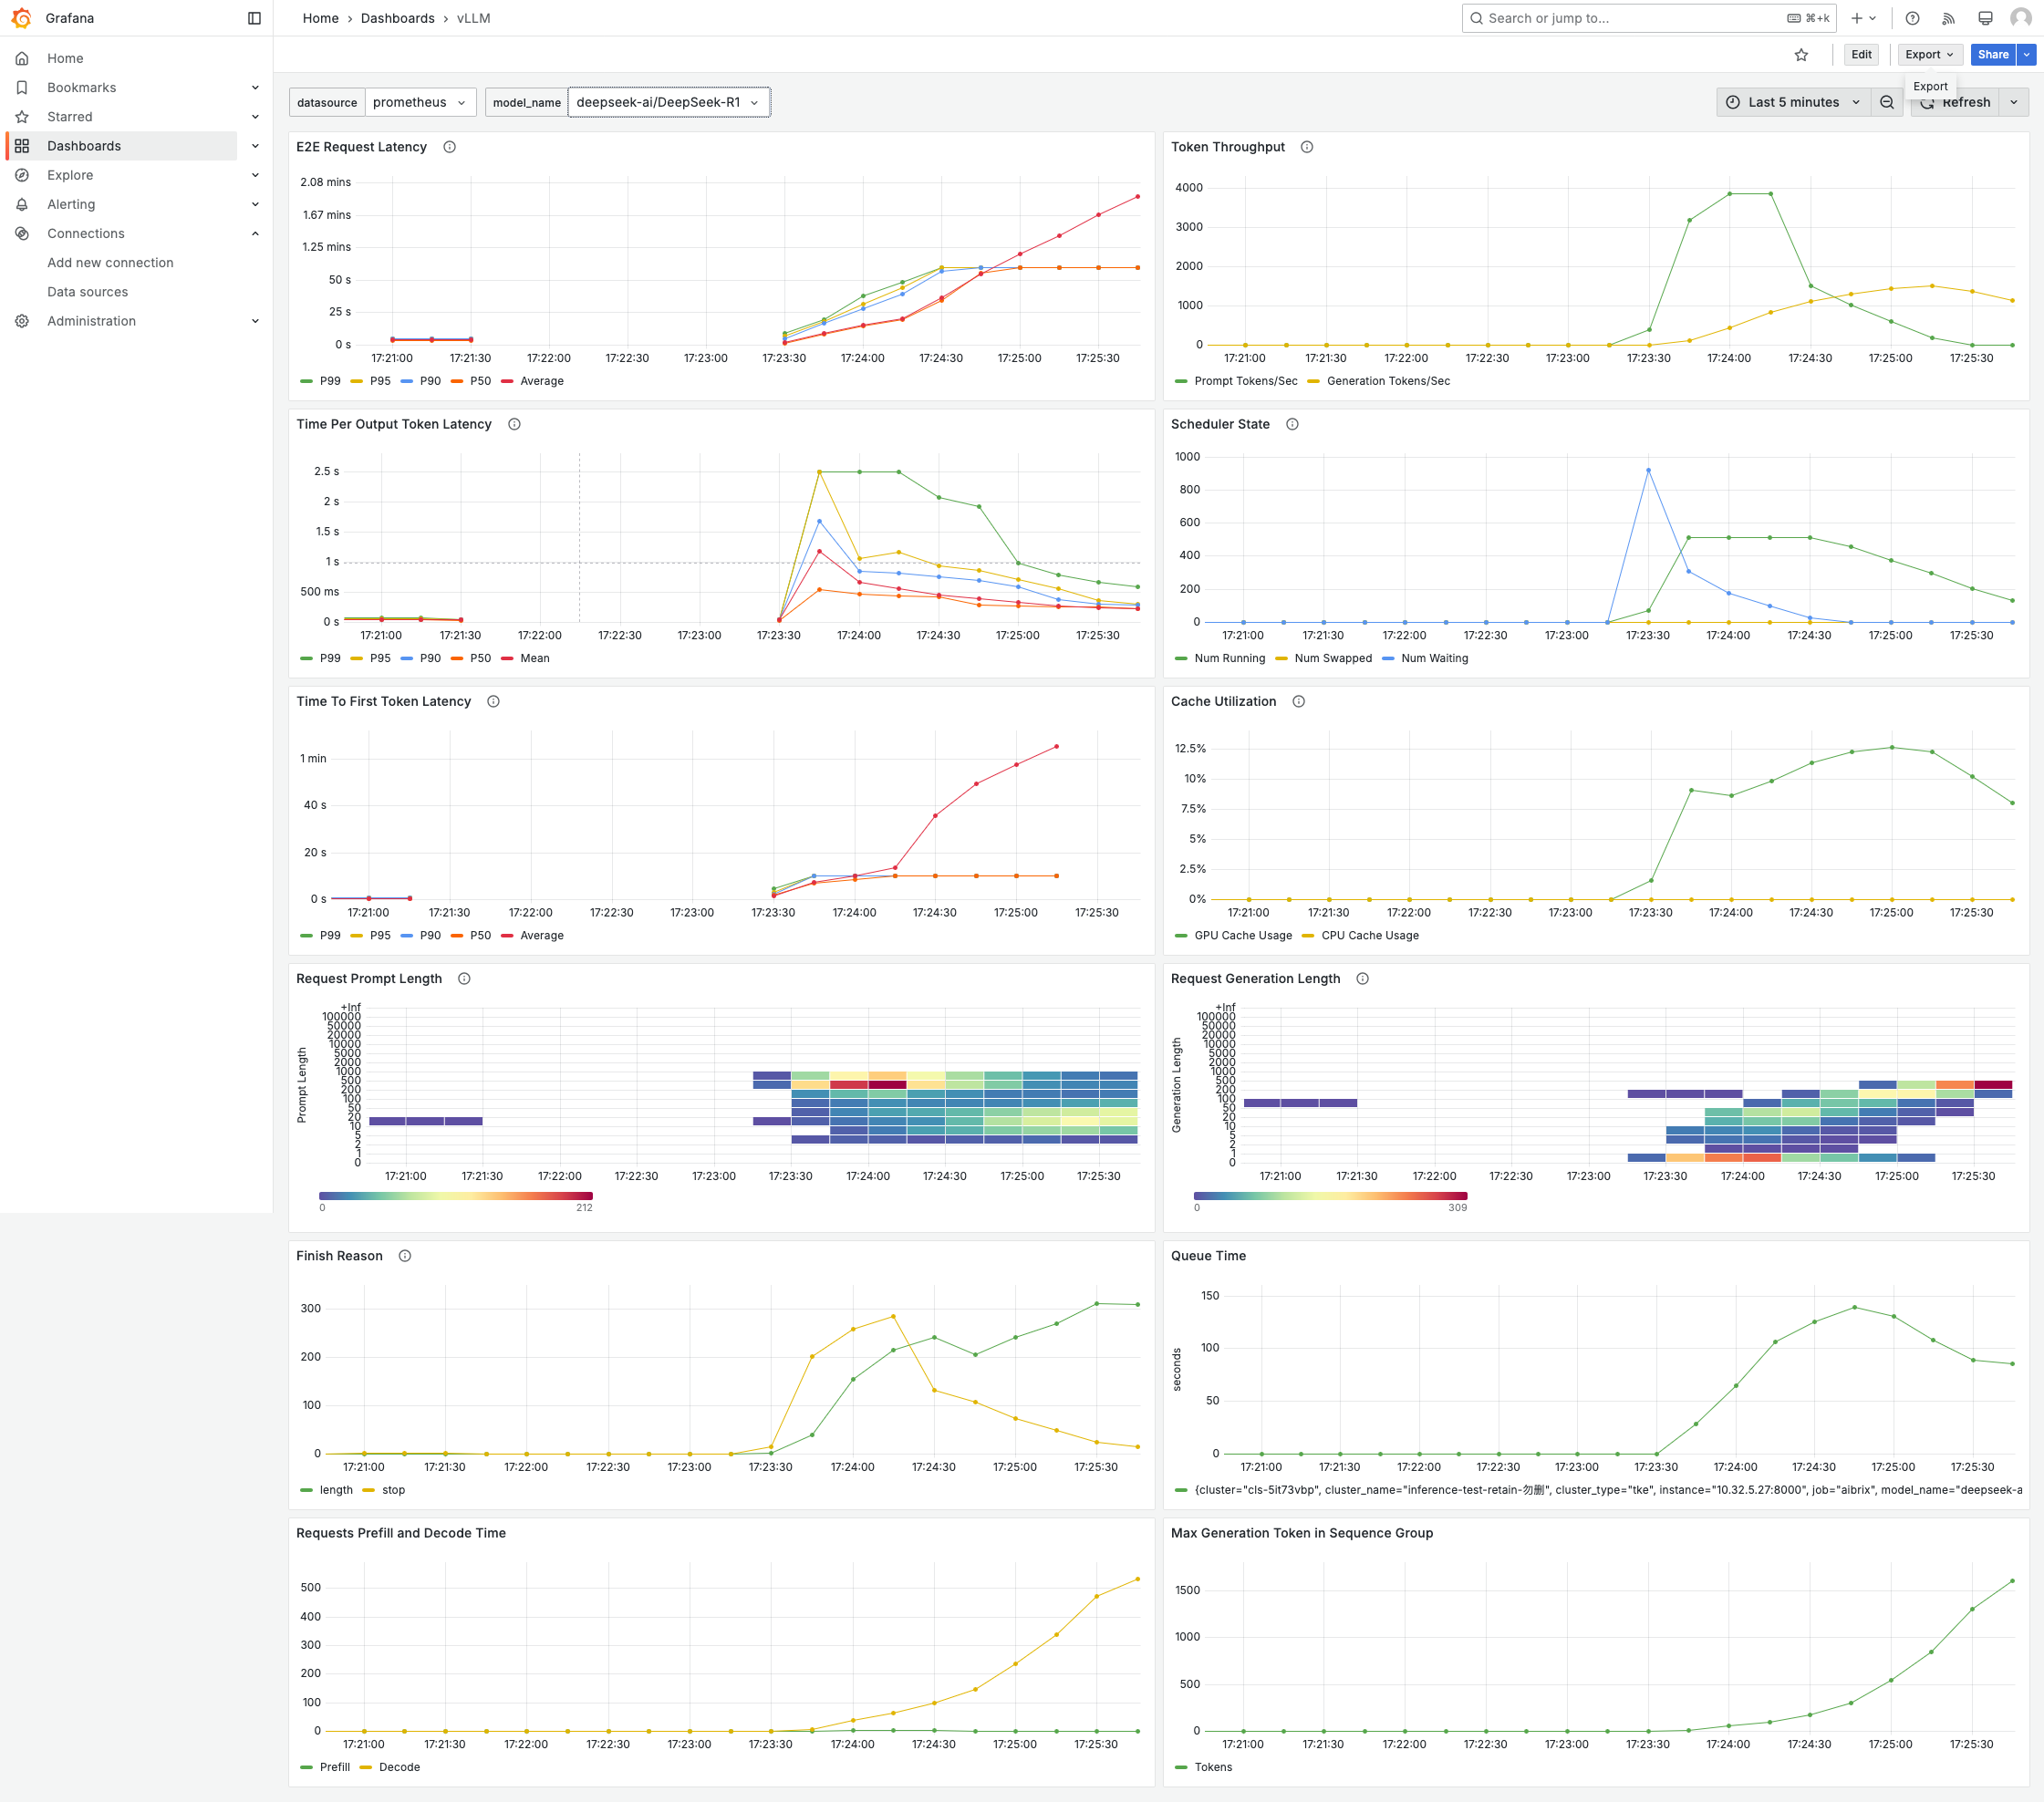 Grafana
Home › Dashboards › vLLM
Search or jump to... ⌘+k
Home
Bookmarks
Starred
Dashboards
Explore
Alerting
Connections
Add new connection
Data sources
Administration
Edit
Export
Share
Export
datasource prometheus
model_name deepseek-ai/DeepSeek-R1
Last 5 minutes
Refresh
E2E Request Latency
2.08 mins
1.67 mins
1.25 mins
50 s
25 s
0 s
17:21:00 17:21:30 17:22:00 17:22:30 17:23:00 17:23:30 17:24:00 17:24:30 17:25:00 17:25:30
P99 P95 P90 P50 Average
Token Throughput
4000
3000
2000
1000
0
17:21:00 17:21:30 17:22:00 17:22:30 17:23:00 17:23:30 17:24:00 17:24:30 17:25:00 17:25:30
Prompt Tokens/Sec Generation Tokens/Sec
Time Per Output Token Latency
2.5 s
2 s
1.5 s
1 s
500 ms
0 s
17:21:00 17:21:30 17:22:00 17:22:30 17:23:00 17:23:30 17:24:00 17:24:30 17:25:00 17:25:30
P99 P95 P90 P50 Mean
Scheduler State
1000
800
600
400
200
0
17:21:00 17:21:30 17:22:00 17:22:30 17:23:00 17:23:30 17:24:00 17:24:30 17:25:00 17:25:30
Num Running Num Swapped Num Waiting
Time To First Token Latency
1 min
40 s
20 s
0 s
17:21:00 17:21:30 17:22:00 17:22:30 17:23:00 17:23:30 17:24:00 17:24:30 17:25:00 17:25:30
P99 P95 P90 P50 Average
Cache Utilization
12.5%
10%
7.5%
5%
2.5%
0%
17:21:00 17:21:30 17:22:00 17:22:30 17:23:00 17:23:30 17:24:00 17:24:30 17:25:00 17:25:30
GPU Cache Usage CPU Cache Usage
Request Prompt Length
Prompt Length
+Inf
100000
50000
20000
10000
5000
2000
1000
500
200
100
50
20
10
5
2
1
0
17:21:00 17:21:30 17:22:00 17:22:30 17:23:00 17:23:30 17:24:00 17:24:30 17:25:00 17:25:30
0 212
Request Generation Length
Generation Length
+Inf
100000
50000
20000
10000
5000
2000
1000
500
200
100
50
20
10
5
2
1
0
17:21:00 17:21:30 17:22:00 17:22:30 17:23:00 17:23:30 17:24:00 17:24:30 17:25:00 17:25:30
0 309
Finish Reason
300
200
100
0
17:21:00 17:21:30 17:22:00 17:22:30 17:23:00 17:23:30 17:24:00 17:24:30 17:25:00 17:25:30
length stop
Queue Time
seconds
150
100
50
0
17:21:00 17:21:30 17:22:00 17:22:30 17:23:00 17:23:30 17:24:00 17:24:30 17:25:00 17:25:30
{cluster="cls-5it73vbp", cluster_name="inference-test-retain-勿删", cluster_type="tke", instance="10.32.5.27:8000", job="aibrix", model_name="deepseek-a
Requests Prefill and Decode Time
500
400
300
200
100
0
17:21:00 17:21:30 17:22:00 17:22:30 17:23:00 17:23:30 17:24:00 17:24:30 17:25:00 17:25:30
Prefill Decode
Max Generation Token in Sequence Group
1500
1000
500
0
17:21:00 17:21:30 17:22:00 17:22:30 17:23:00 17:23:30 17:24:00 17:24:30 17:25:00 17:25:30
Tokens